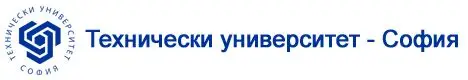 ТЕХНИЧЕСКИ УНИВЕРСИТЕТ
СОФИЯ
Технически университет - София